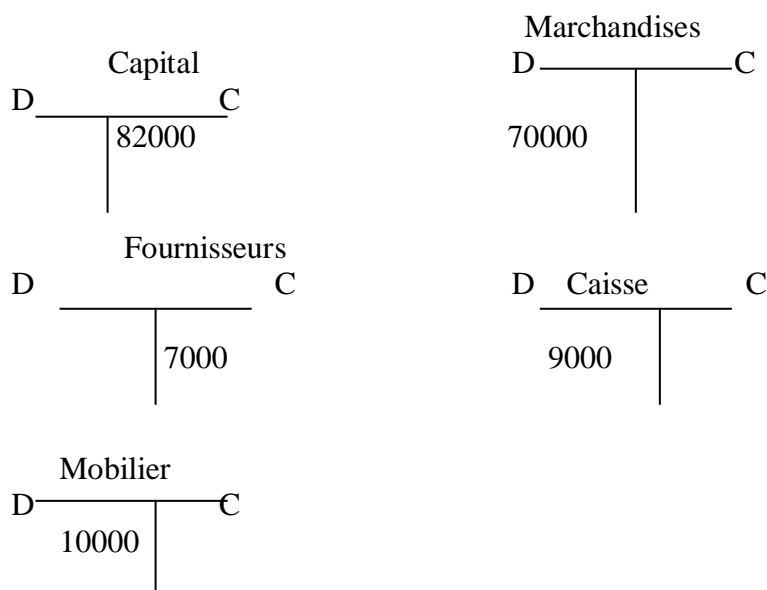 Capital
D C
82000
Marchandises
D C
70000
Fournisseurs
D C
7000
D Caisse C
9000
Mobilier
D C
10000